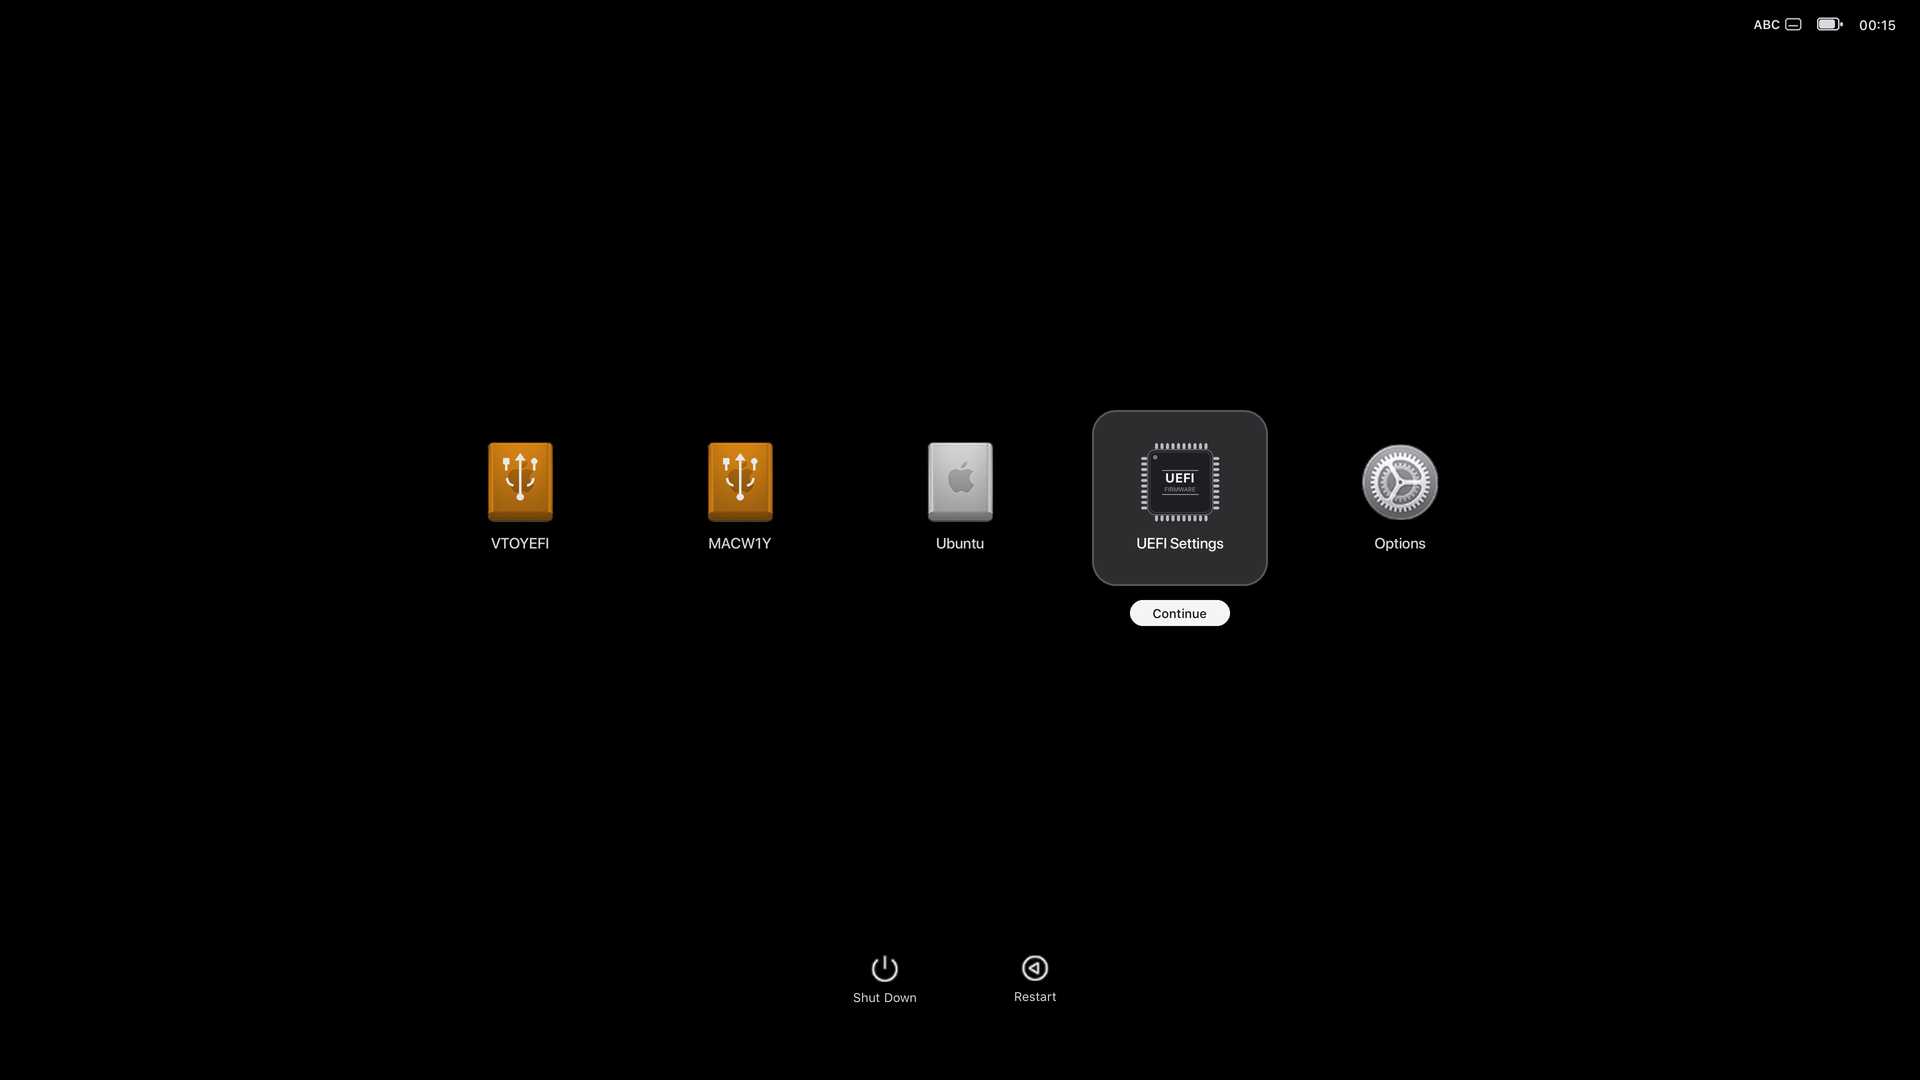 ABC
00:15
UEFI
FIRMWARE
VTOYEFI
MACW1Y
Ubuntu
UEFI Settings
Options
Continue
Shut Down
Restart